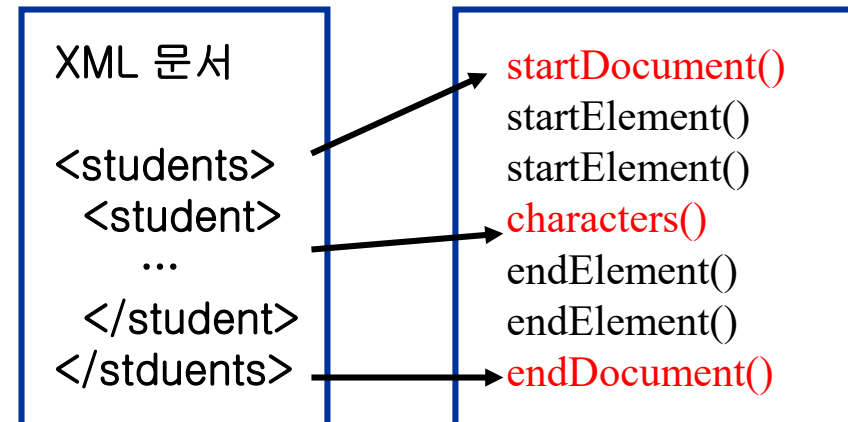 XML 문서
<students>
<student>
...
</student>
</stduents>
startDocument()
startElement()
startElement()
characters()
endElement()
endElement()
endDocument()